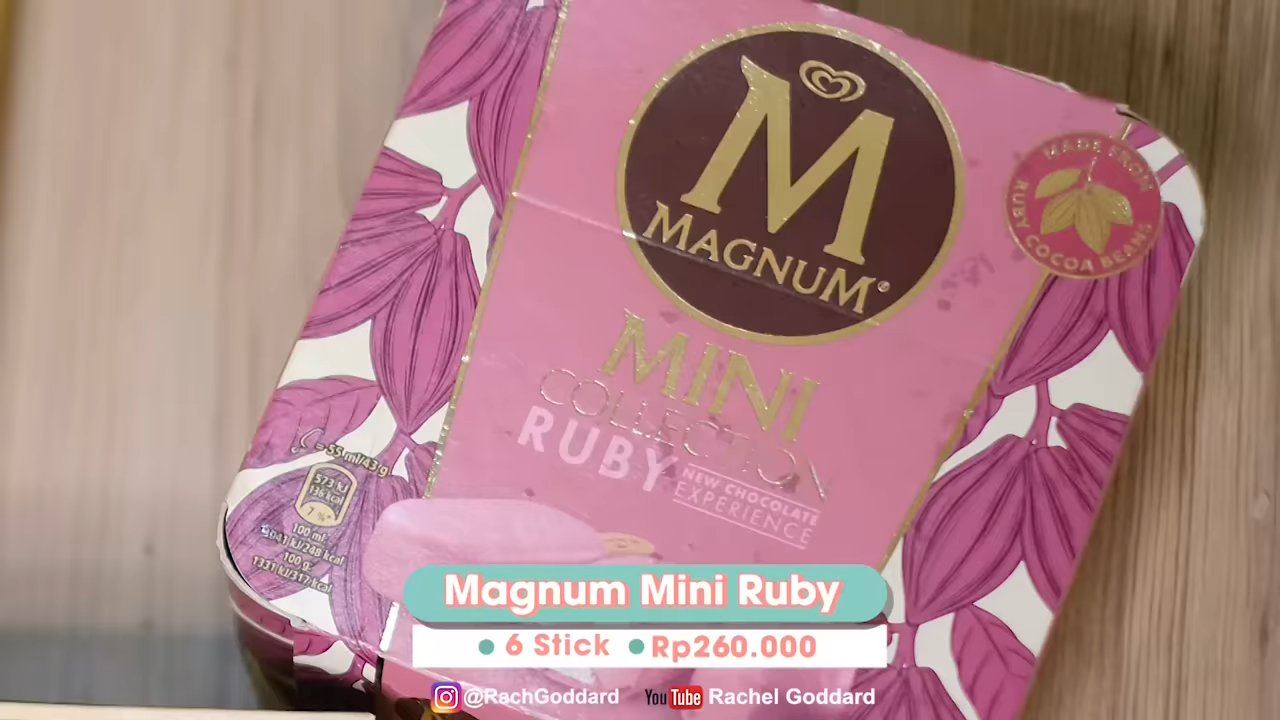 M
MAGNUM®
MADE FROM
RUBY COCOA BEANS
MINI
COLLECTION
RUBY
NEW CHOCOLATE
EXPERIENCE
=55 ml/43 g
573 kJ
136 kcal
7 %*
100 ml:
1041 kJ/248 kcal
100 g:
1331 kJ/317 kcal
Magnum Mini Ruby
• 6 Stick • Rp260.000
@RachGoddard YouTube Rachel Goddard